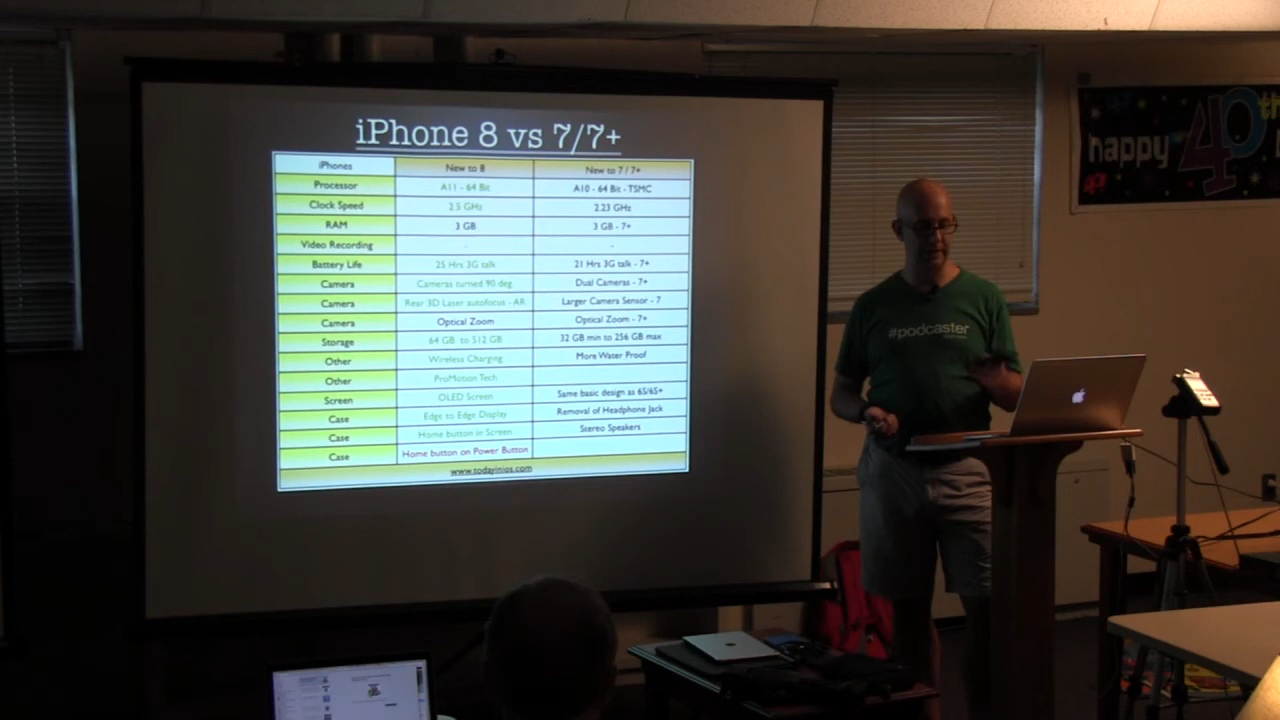 iPhone 8 vs 7/7+
iPhones New to 8 New to 7 / 7+
Processor A11 - 64 Bit A10 - 64 Bit - TSMC
Clock Speed 2.5 GHz 2.23 GHz
RAM 3 GB 3 GB - 7+
Video Recording - -
Battery Life 25 Hrs 3G talk 21 Hrs 3G talk - 7+
Camera Cameras turned 90 deg Dual Cameras - 7+
Camera Rear 3D Laser autofocus - AR Larger Camera Sensor - 7
Camera Optical Zoom Optical Zoom - 7+
Storage 64 GB to 512 GB 32 GB min to 256 GB max
Other Wireless Charging More Water Proof
Other ProMotion Tech
Screen OLED Screen Same basic design as 6S/6S+
Case Edge to Edge Display Removal of Headphone Jack
Case Home button in Screen Stereo Speakers
Case Home button on Power Button
www.todayinios.com
happy 40th
40!
#podcaster